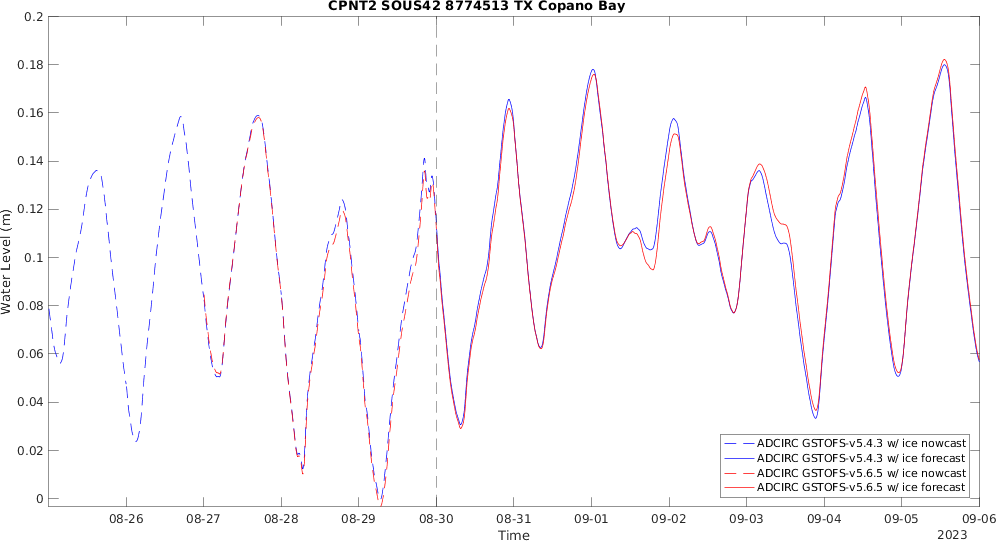 CPNT2 SOUS42 8774513 TX Copano Bay
0.2
0.18
0.16
0.14
0.12
0.1
0.08
0.06
0.04
0.02
0
Water Level (m)
ADCIRC GSTOFS-v5.4.3 w/ ice nowcast
ADCIRC GSTOFS-v5.4.3 w/ ice forecast
ADCIRC GSTOFS-v5.6.5 w/ ice nowcast
ADCIRC GSTOFS-v5.6.5 w/ ice forecast
08-26 08-27 08-28 08-29 08-30 08-31 09-01 09-02 09-03 09-04 09-05 09-06
Time
2023